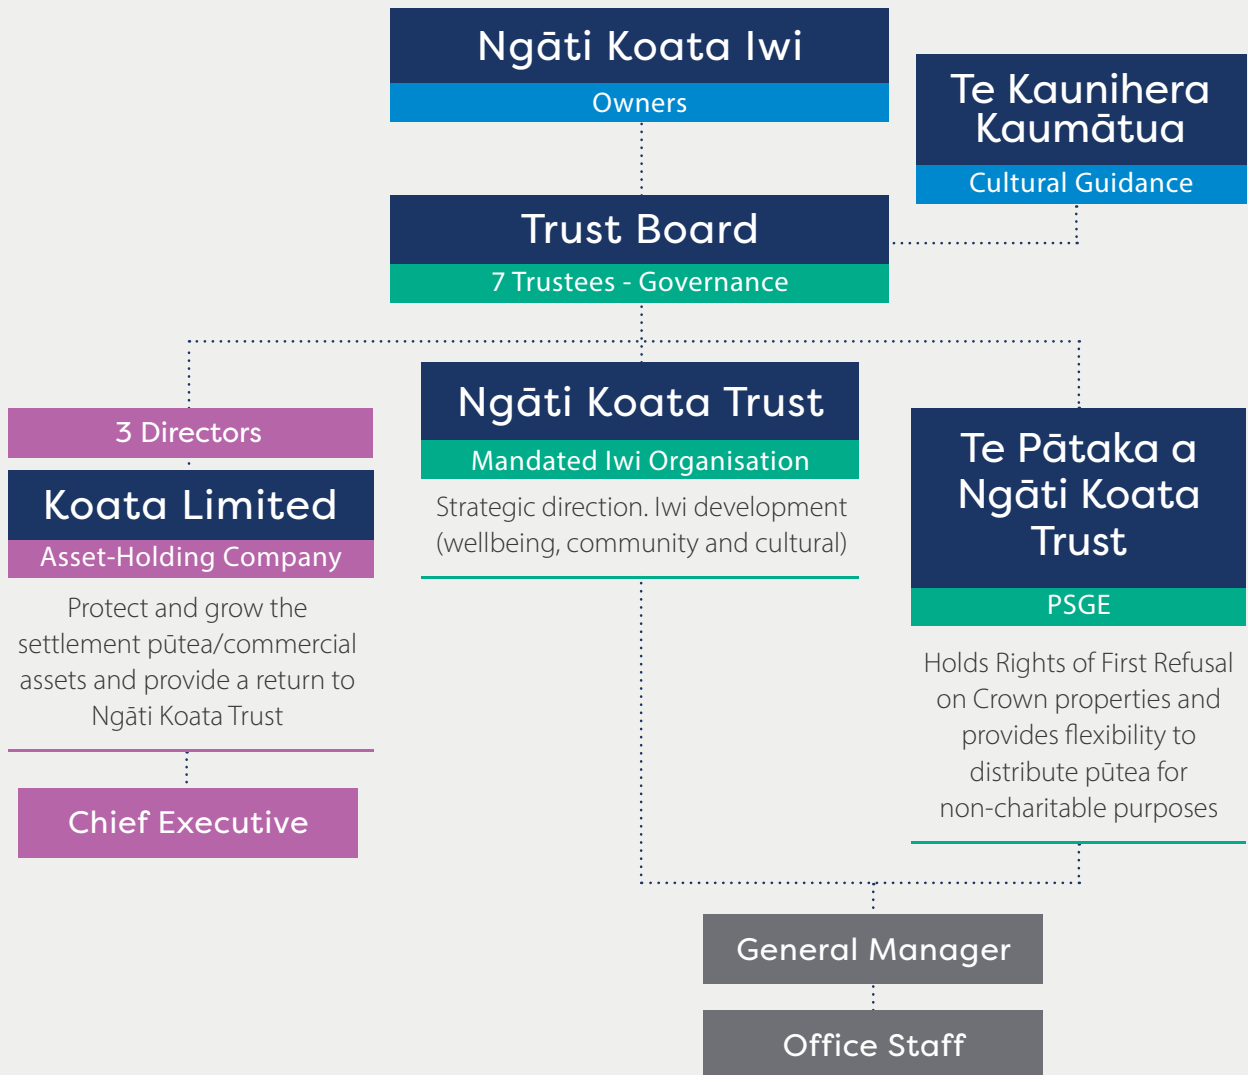 Ngāti Koata Iwi
Owners
Te Kaunihera
Kaumātua
Cultural Guidance
Trust Board
7 Trustees - Governance
3 Directors
Koata Limited
Asset-Holding Company
Protect and grow the
settlement pūtea/commercial
assets and provide a return to
Ngāti Koata Trust
Chief Executive
Ngāti Koata Trust
Mandated Iwi Organisation
Strategic direction. Iwi development
(wellbeing, community and cultural)
Te Pātaka a
Ngāti Koata
Trust
PSGE
Holds Rights of First Refusal
on Crown properties and
provides flexibility to
distribute pūtea for
non-charitable purposes
General Manager
Office Staff